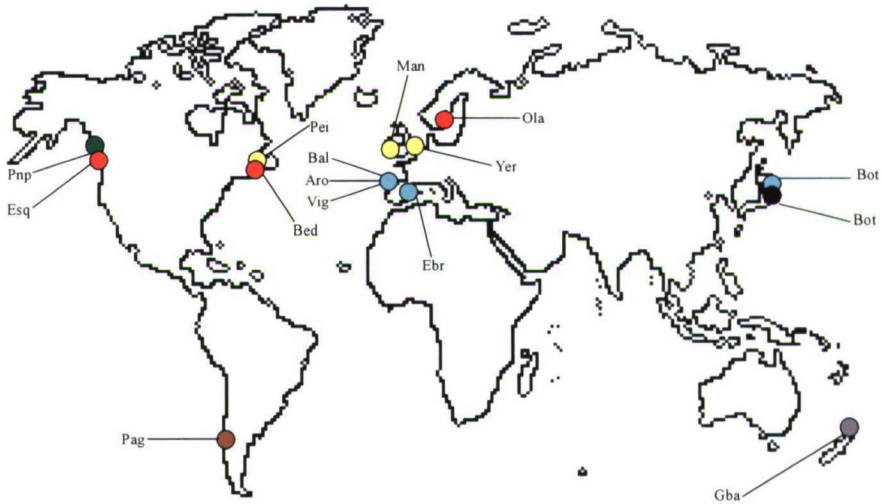 Man
Ola
Pei
Pnp
Bal
Yer
Aro
Bot
Esq
Vig
Bot
Bed
Ebr
Pag
Gba